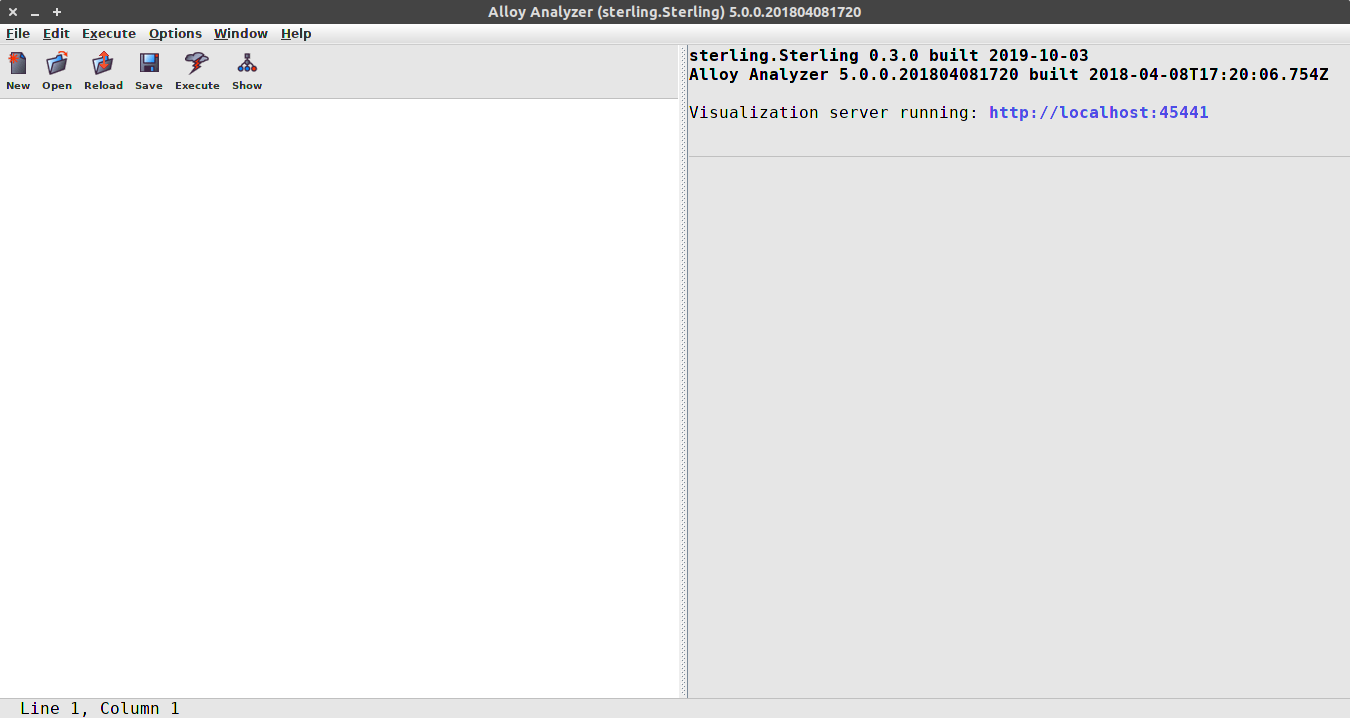 Alloy Analyzer (sterling.Sterling) 5.0.0.201804081720
File Edit Execute Options Window Help
New Open Reload Save Execute Show
sterling.Sterling 0.3.0 built 2019-10-03
Alloy Analyzer 5.0.0.201804081720 built 2018-04-08T17:20:06.754Z
Visualization server running: http://localhost:45441
Line 1, Column 1